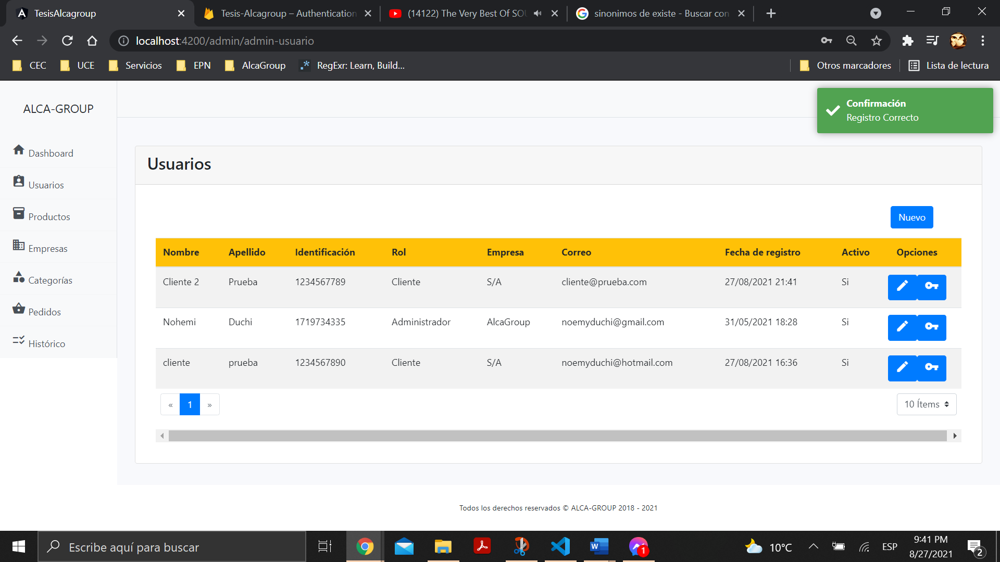 TesisAlcagroup
Tesis-Alcagroup – Authentication
(14122) The Very Best Of SOU
sinonimos de existe - Buscar con
localhost:4200/admin/admin-usuario
CEC UCE Servicios EPN AlcaGroup RegExr: Learn, Build... Otros marcadores Lista de lectura
ALCA-GROUP
Confirmación
Registro Correcto
Dashboard
Usuarios
Productos
Empresas
Categorías
Pedidos
Histórico
Usuarios
Nuevo
Nombre Apellido Identificación Rol Empresa Correo Fecha de registro Activo Opciones
Cliente 2 Prueba 1234567789 Cliente S/A cliente@prueba.com 27/08/2021 21:41 Si
Nohemi Duchi 1719734335 Administrador AlcaGroup noemyduchi@gmail.com 31/05/2021 18:28 Si
cliente prueba 1234567890 Cliente S/A noemyduchi@hotmail.com 27/08/2021 16:36 Si
« 1 »
10 Ítems
Todos los derechos reservados © ALCA-GROUP 2018 - 2021
Escribe aquí para buscar
1
10°C
ESP
9:41 PM
8/27/2021
2